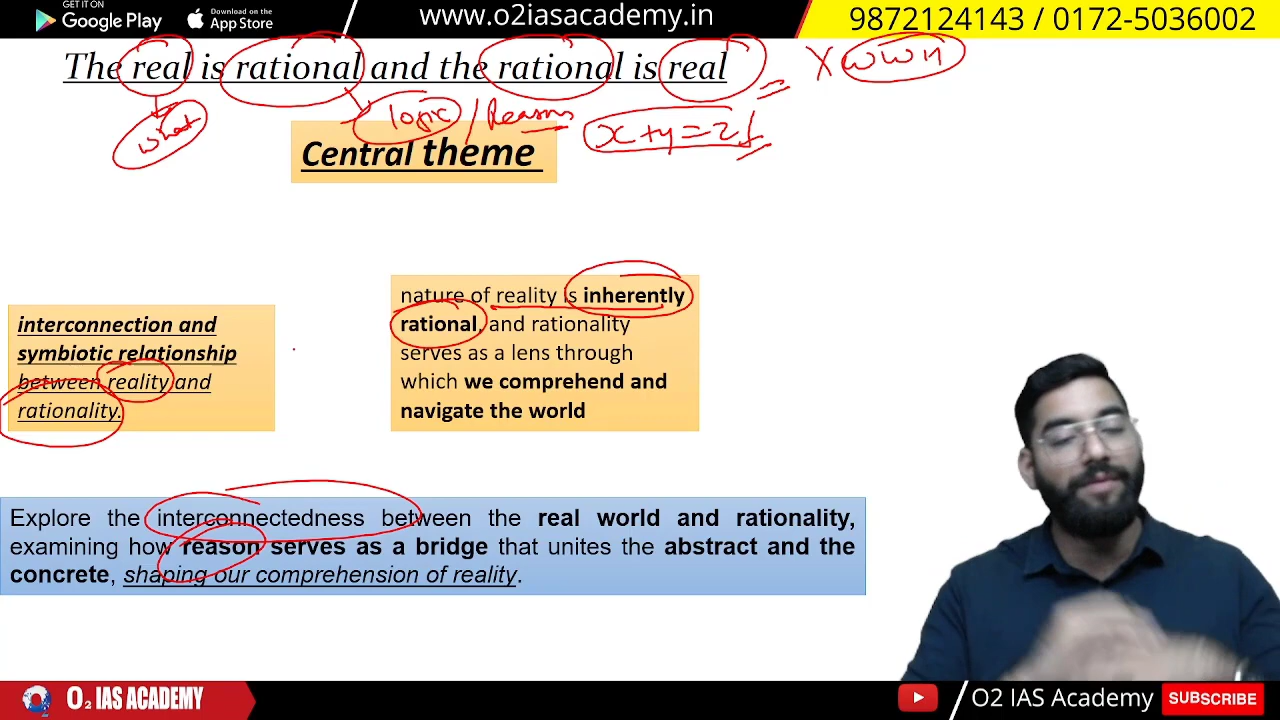 GET IT ON
Google Play
Download on the
App Store
www.o2iasacademy.in
9872124143 / 0172-5036002
The real is rational and the rational is real
X WWH
what
logic / Reason
x+y=2
Central theme
nature of reality is inherently
rational, and rationality
serves as a lens through
which we comprehend and
navigate the world
interconnection and
symbiotic relationship
between reality and
rationality.
Explore the interconnectedness between the real world and rationality,
examining how reason serves as a bridge that unites the abstract and the
concrete, shaping our comprehension of reality.
O2 IAS ACADEMY
O2 IAS Academy
SUBSCRIBE